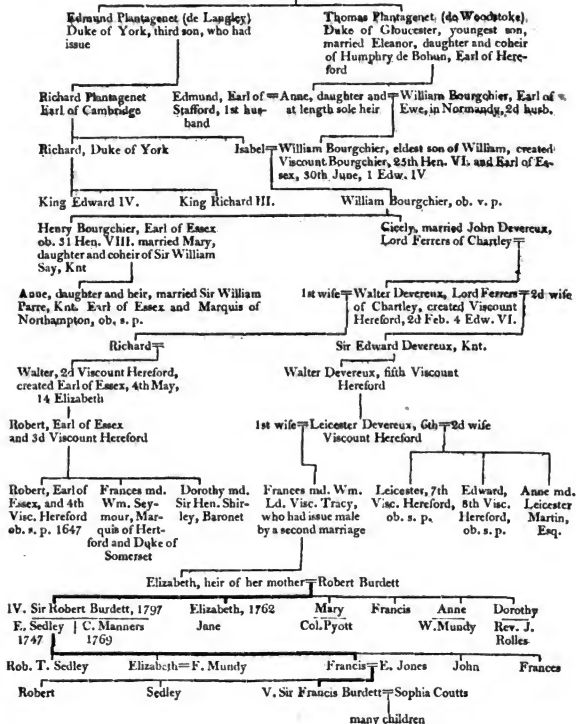 Edmund Plantagenet (de Langley)
Duke of York, third son, who had
issue
Thomas Plantagenet (de Woodstoke)
Duke of Gloucester, youngest son,
married Eleanor, daughter and coheir
of Humphry de Bohun, Earl of Here-
ford
Richard Plantagenet
Earl of Cambridge
Edmund, Earl of
Stafford, 1st hus-
band
Anne, daughter and
at length sole heir
William Bourgchier, Earl of
Ewe, in Normandy, 2d husb.
Richard, Duke of York
Isabel
William Bourgchier, eldest son of William, created
Viscount Bourgchier, 25th Hen. VI. and Earl of Es-
sex, 30th June, 1 Edw. IV
King Edward IV.
King Richard III.
William Bourgchier, ob. v. p.
Henry Bourgchier, Earl of Essex
ob. 31 Hen. VIII. married Mary,
daughter and coheir of Sir William
Say, Knt
Cicely, married John Devereux,
Lord Ferrers of Chartley
Anne, daughter and heir, married Sir William
Parre, Knt. Earl of Essex and Marquis of
Northampton, ob. s. p.
1st wife
Walter Devereux, Lord Ferrers
of Chartley, created Viscount
Hereford, 2d Feb. 4 Edw. VI.
2d wife
Richard
Sir Edward Devereux, Knt.
Walter, 2d Viscount Hereford,
created Earl of Essex, 4th May,
14 Elizabeth
Walter Devereux, fifth Viscount
Hereford
Robert, Earl of Essex
and 3d Viscount Hereford
1st wife
Leicester Devereux, 6th
Viscount Hereford
2d wife
Robert, Earl of
Essex, and 4th
Visc. Hereford
ob. s. p. 1647
Frances md.
Wm. Sey-
mour, Mar-
quis of Hert-
ford and Duke of
Somerset
Dorothy md.
Sir Hen. Shir-
ley, Baronet
Frances md. Wm.
Ld. Visc. Tracy,
who had issue male
by a second marriage
Leicester, 7th
Visc. Hereford,
ob. s. p.
Edward,
8th Visc.
Hereford,
ob. s. p.
Anne md.
Leicester
Martin,
Esq.
Elizabeth, heir of her mother
Robert Burdett
IV. Sir Robert Burdett, 1797
Elizabeth, 1762
Mary
Francis
Anne
Dorothy
E. Sedley
C. Manners
Jane
Col. Pyott
W. Mundy
Rev. J.
1747
1769
Rolles
Rob. T. Sedley
Elizabeth = F. Mundy
Francis = E. Jones
John
Frances
Robert
Sedley
V. Sir Francis Burdett = Sophia Coutts
many children